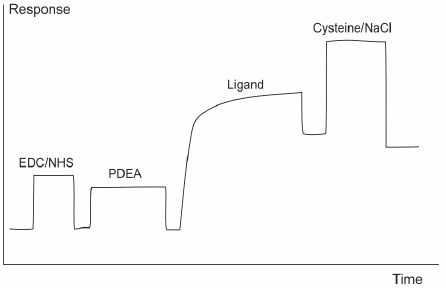 Response
Cysteine/NaCl
Ligand
EDC/NHS
PDEA
Time